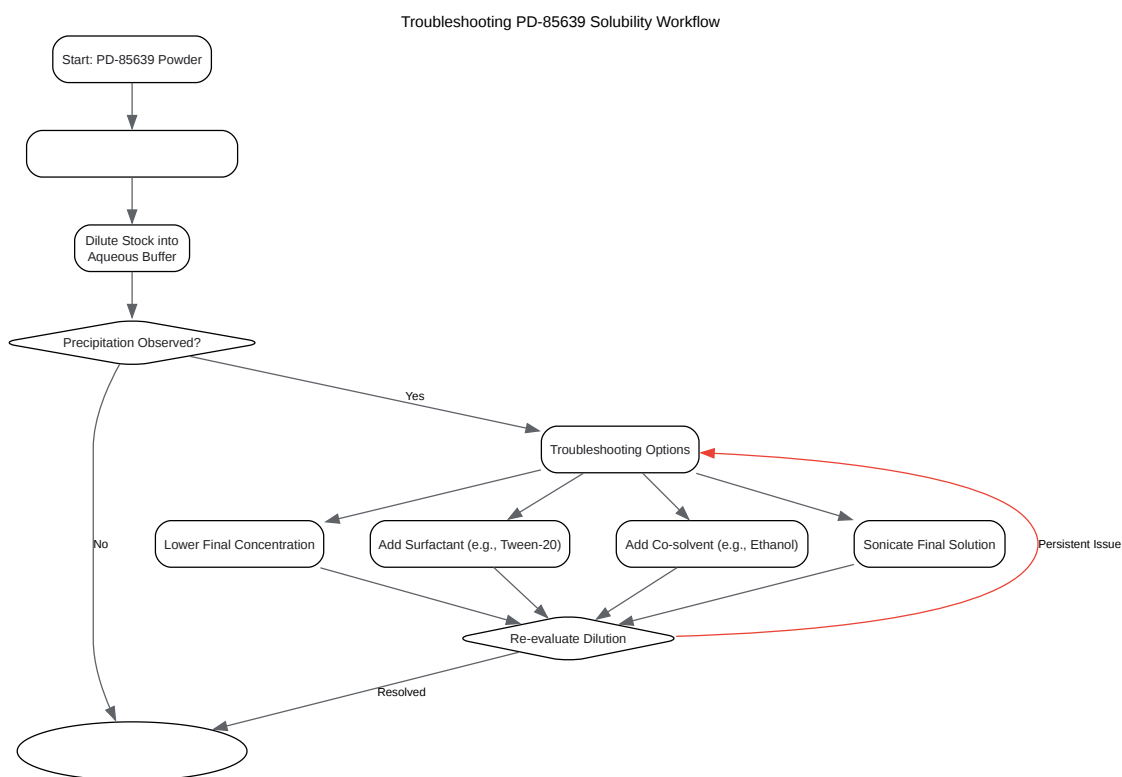 Troubleshooting PD-85639 Solubility Workflow
Start: PD-85639 Powder
Dilute Stock into
Aqueous Buffer
Precipitation Observed?
Yes
Troubleshooting Options
No
Lower Final Concentration
Add Surfactant (e.g., Tween-20)
Add Co-solvent (e.g., Ethanol)
Sonicate Final Solution
Persistent Issue
Re-evaluate Dilution
Resolved